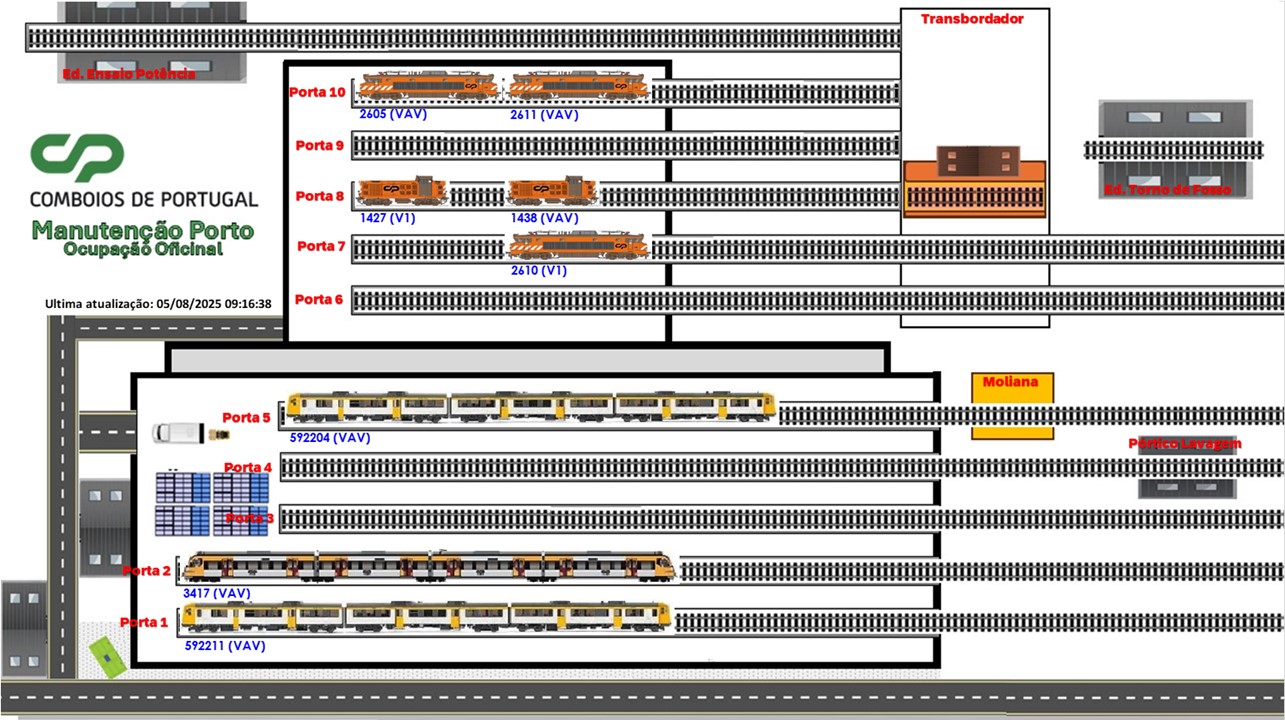 Transbordador
Ed. Ensaio Potência
Porta 10
2605 (VAV)
2611 (VAV)
Porta 9
CP
COMBOIOS DE PORTUGAL
Manutenção Porto
Ocupação Oficinal
Porta 8
1427 (V1)
1438 (VAV)
Ed. Torno de Fosso
Porta 7
2610 (V1)
Porta 6
Ultima atualização: 05/08/2025 09:16:38
Moliana
Porta 5
592204 (VAV)
Pórtico Lavagem
Porta 4
Porta 3
Porta 2
3417 (VAV)
Porta 1
592211 (VAV)